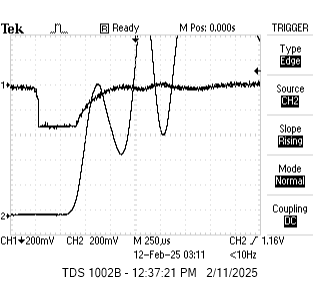 Tek
R Ready
M Pos: 0.000s
TRIGGER
Type
Edge
Source
CH2
Slope
Rising
Mode
Normal
Coupling
DC
1
2
CH1 200mV CH2 200mV M 250µs CH2 / 1.16V
12-Feb-25 03:11 <10Hz
TDS 1002B - 12:37:21 PM 2/11/2025